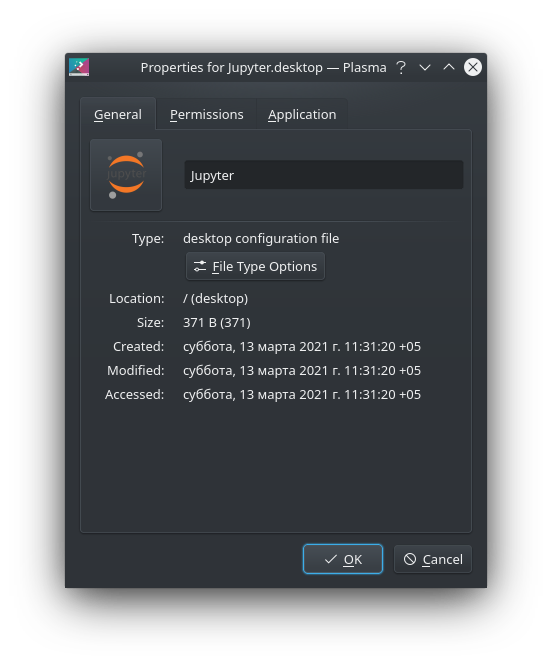 Properties for Jupyter.desktop — Plasma ?
General Permissions Application
jupyter
Jupyter
Type: desktop configuration file
File Type Options
Location: / (desktop)
Size: 371 B (371)
Created: суббота, 13 марта 2021 г. 11:31:20 +05
Modified: суббота, 13 марта 2021 г. 11:31:20 +05
Accessed: суббота, 13 марта 2021 г. 11:31:20 +05
OK Cancel